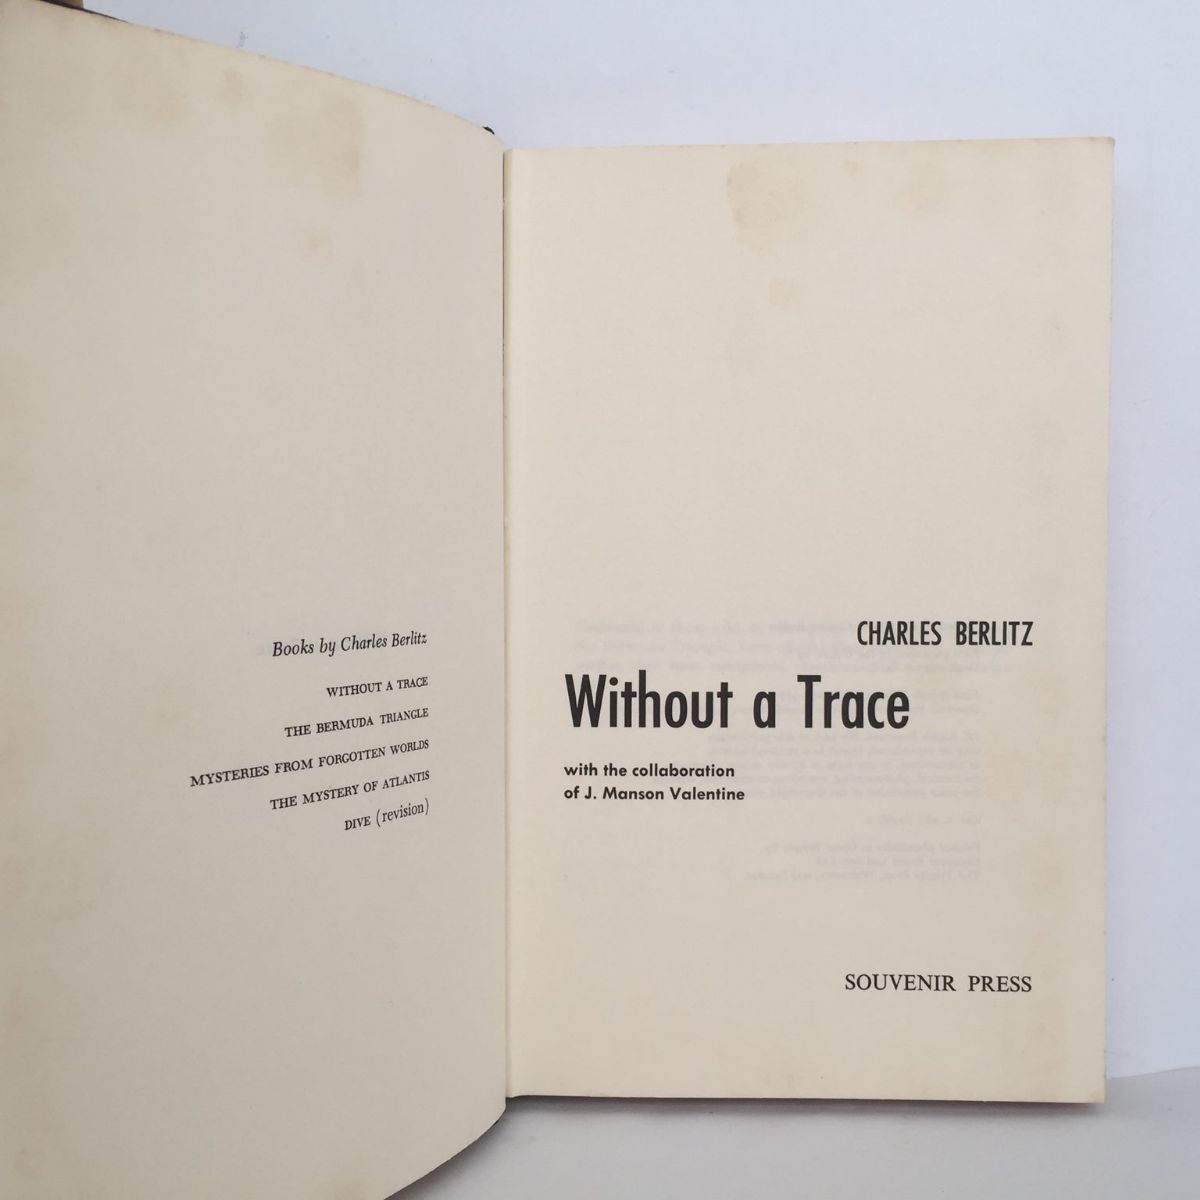 Books by Charles Berlitz
WITHOUT A TRACE
THE BERMUDA TRIANGLE
MYSTERIES FROM FORGOTTEN WORLDS
THE MYSTERY OF ATLANTIS
DIVE (revision)
CHARLES BERLITZ
Without a Trace
with the collaboration
of J. Manson Valentine
SOUVENIR PRESS